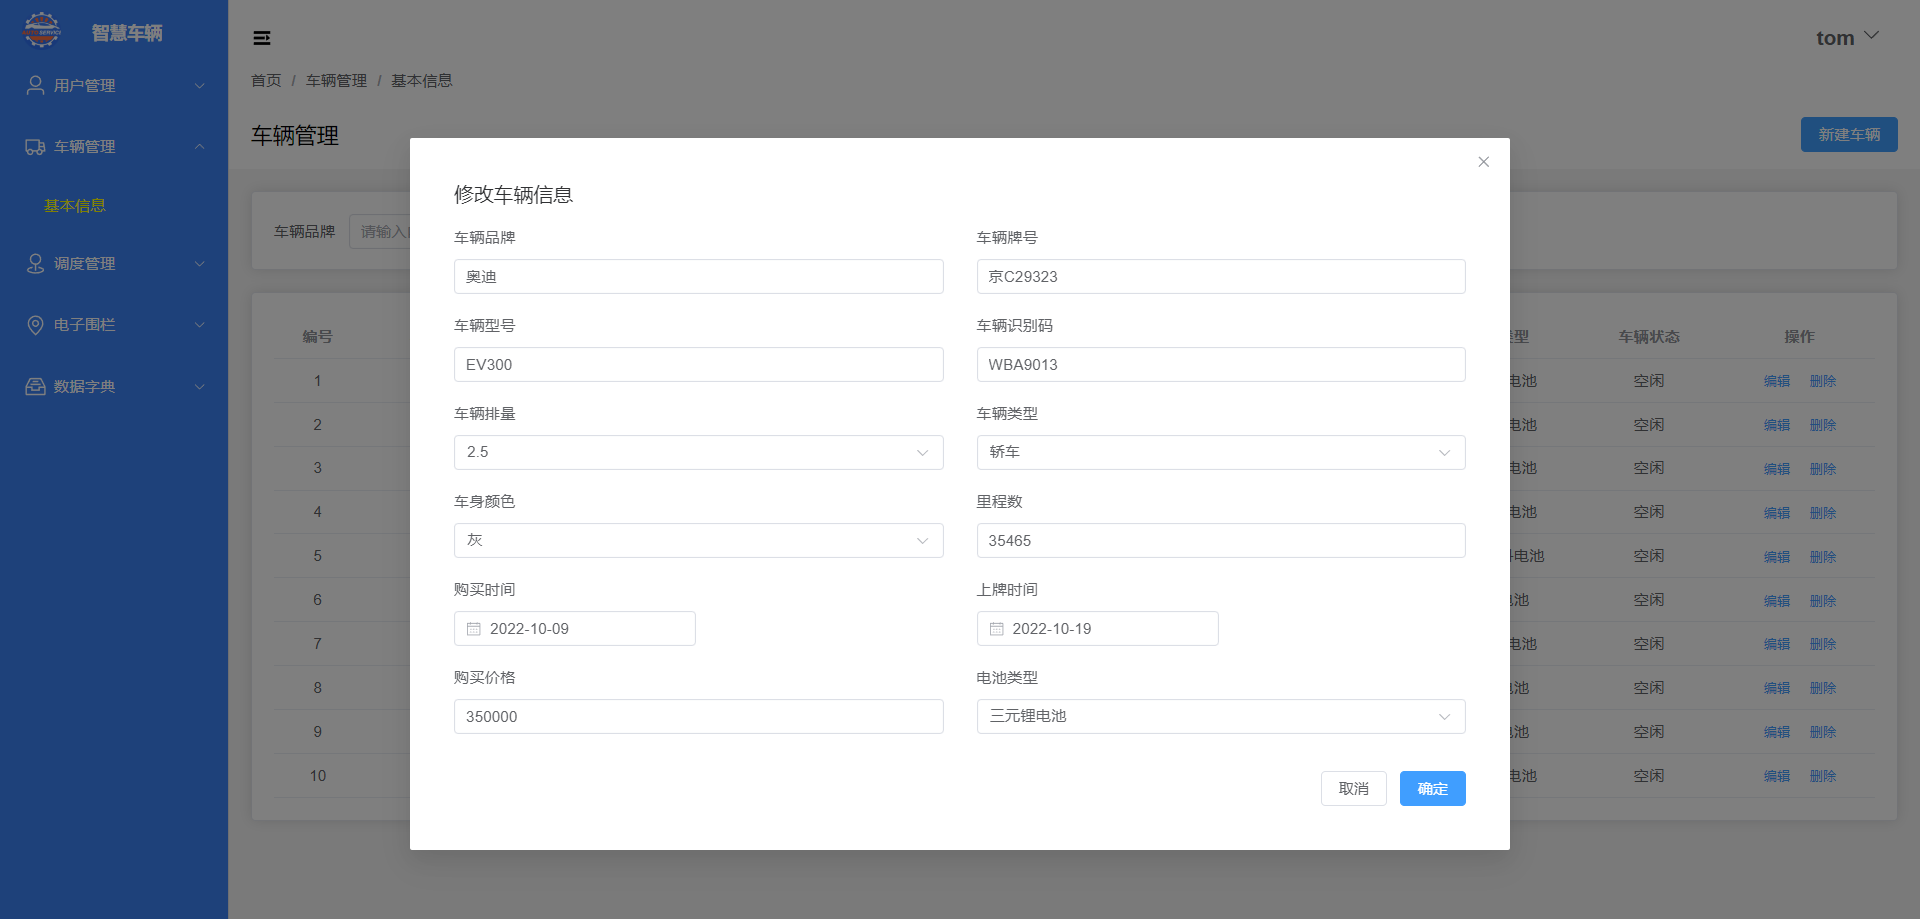 智慧车辆
tom
用户管理
车辆管理
基本信息
调度管理
电子围栏
数据字典
首页 / 车辆管理 / 基本信息
车辆管理
新建车辆
车辆品牌 请输入
编号 型 车辆状态 操作
1 电池 空闲 编辑 删除
2 电池 空闲 编辑 删除
3 电池 空闲 编辑 删除
4 电池 空闲 编辑 删除
5 电池 空闲 编辑 删除
6 池 空闲 编辑 删除
7 电池 空闲 编辑 删除
8 池 空闲 编辑 删除
9 池 空闲 编辑 删除
10 电池 空闲 编辑 删除
修改车辆信息
车辆品牌 车辆牌号
奥迪 京C29323
车辆型号 车辆识别码
EV300 WBA9013
车辆排量 车辆类型
2.5 轿车
车身颜色 里程数
灰 35465
购买时间 上牌时间
2022-10-09 2022-10-19
购买价格 电池类型
350000 三元锂电池
取消 确定